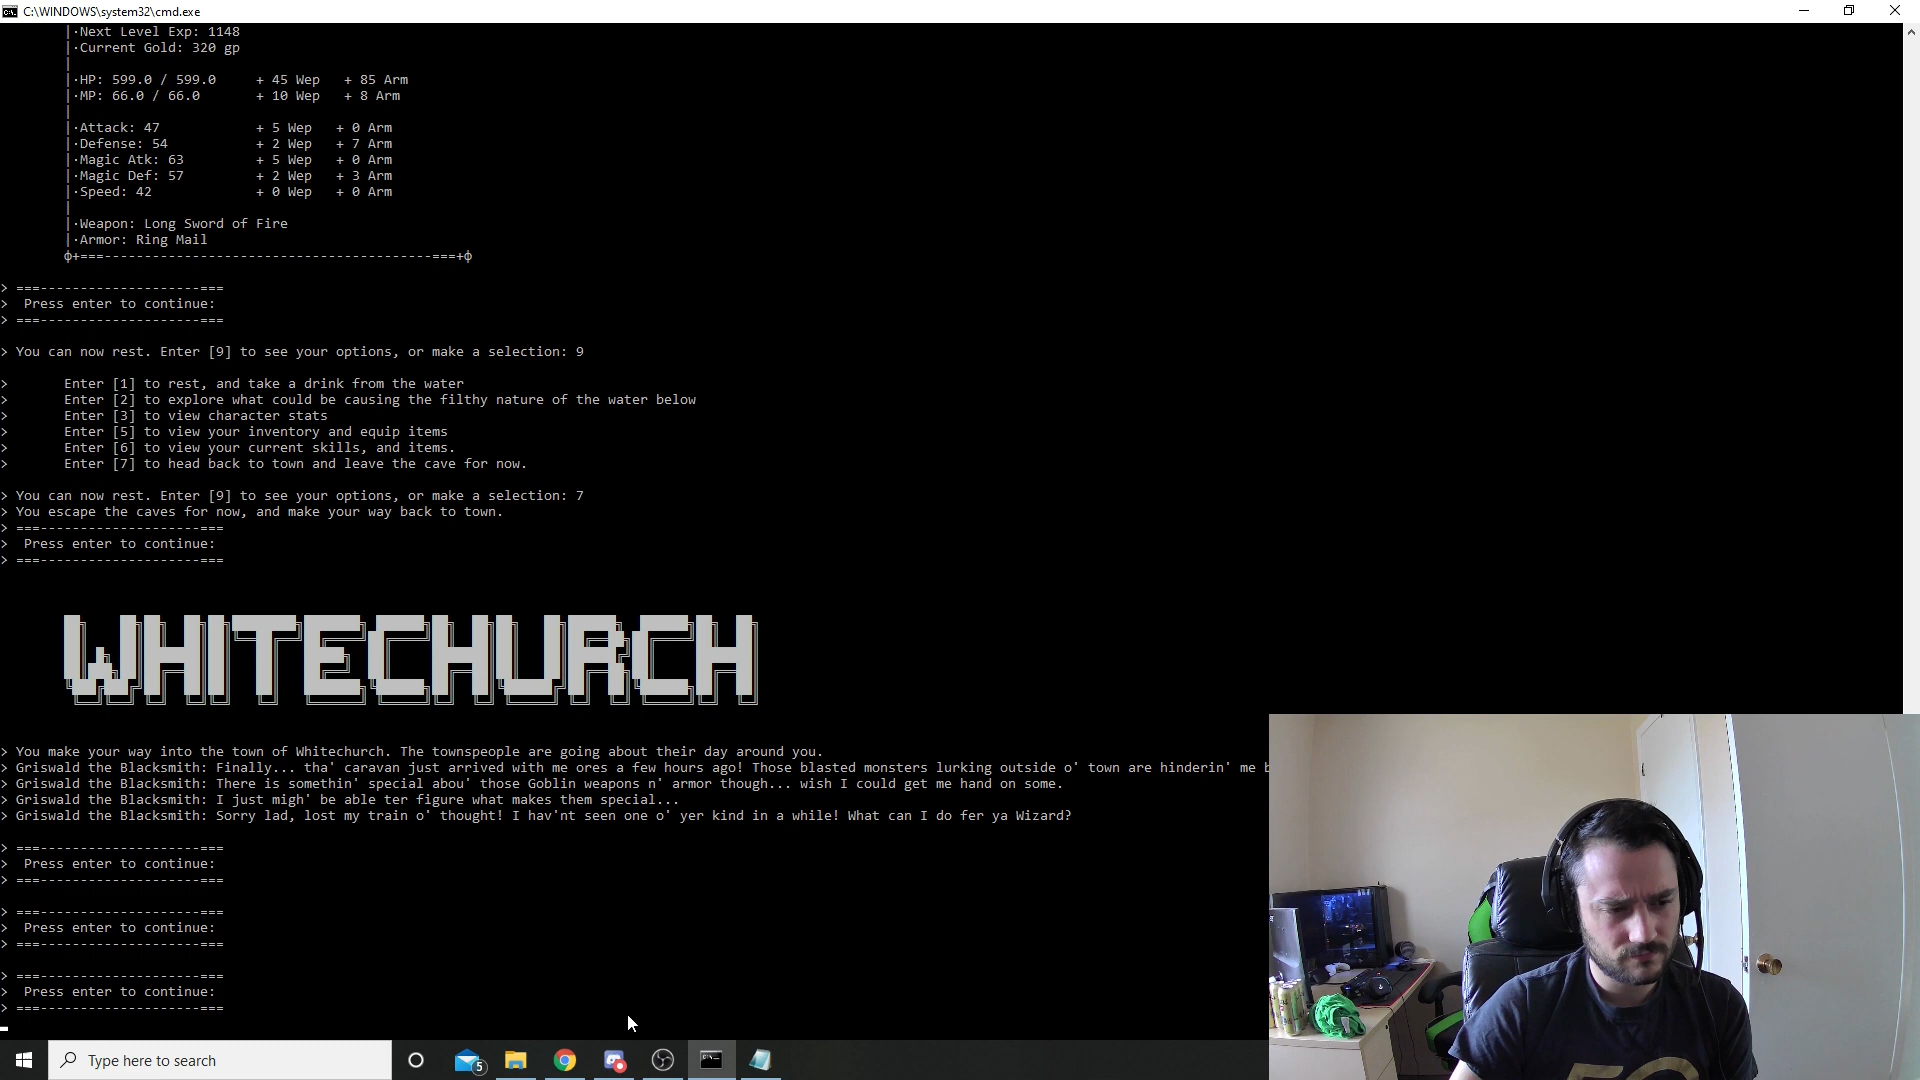 C:\WINDOWS\system32\cmd.exe
|·Next Level Exp: 1148
|·Current Gold: 320 gp
|
|·HP: 599.0 / 599.0 + 45 Wep + 85 Arm
|·MP: 66.0 / 66.0 + 10 Wep + 8 Arm
|
|·Attack: 47 + 5 Wep + 0 Arm
|·Defense: 54 + 2 Wep + 7 Arm
|·Magic Atk: 63 + 5 Wep + 0 Arm
|·Magic Def: 57 + 2 Wep + 3 Arm
|·Speed: 42 + 0 Wep + 0 Arm
|
|·Weapon: Long Sword of Fire
|·Armor: Ring Mail
ф+===-----------------------------------------===+ф
> ===--------------------===
> Press enter to continue:
> ===--------------------===
> You can now rest. Enter [9] to see your options, or make a selection: 9
> Enter [1] to rest, and take a drink from the water
> Enter [2] to explore what could be causing the filthy nature of the water below
> Enter [3] to view character stats
> Enter [5] to view your inventory and equip items
> Enter [6] to view your current skills, and items.
> Enter [7] to head back to town and leave the cave for now.
> You can now rest. Enter [9] to see your options, or make a selection: 7
> You escape the caves for now, and make your way back to town.
> ===--------------------===
> Press enter to continue:
> ===--------------------===
WHITECHURCH
> You make your way into the town of Whitechurch. The townspeople are going about their day around you.
> Griswald the Blacksmith: Finally... tha' caravan just arrived with me ores a few hours ago! Those blasted monsters lurking outside o' town are hinderin' me b
> Griswald the Blacksmith: There is somethin' special abou' those Goblin weapons n' armor though... wish I could get me hand on some.
> Griswald the Blacksmith: I just migh' be able ter figure what makes them special...
> Griswald the Blacksmith: Sorry lad, lost my train o' thought! I hav'nt seen one o' yer kind in a while! What can I do fer ya Wizard?
> ===--------------------===
> Press enter to continue:
> ===--------------------===
> ===--------------------===
> Press enter to continue:
> ===--------------------===
> ===--------------------===
> Press enter to continue:
> ===--------------------===
Type here to search
5